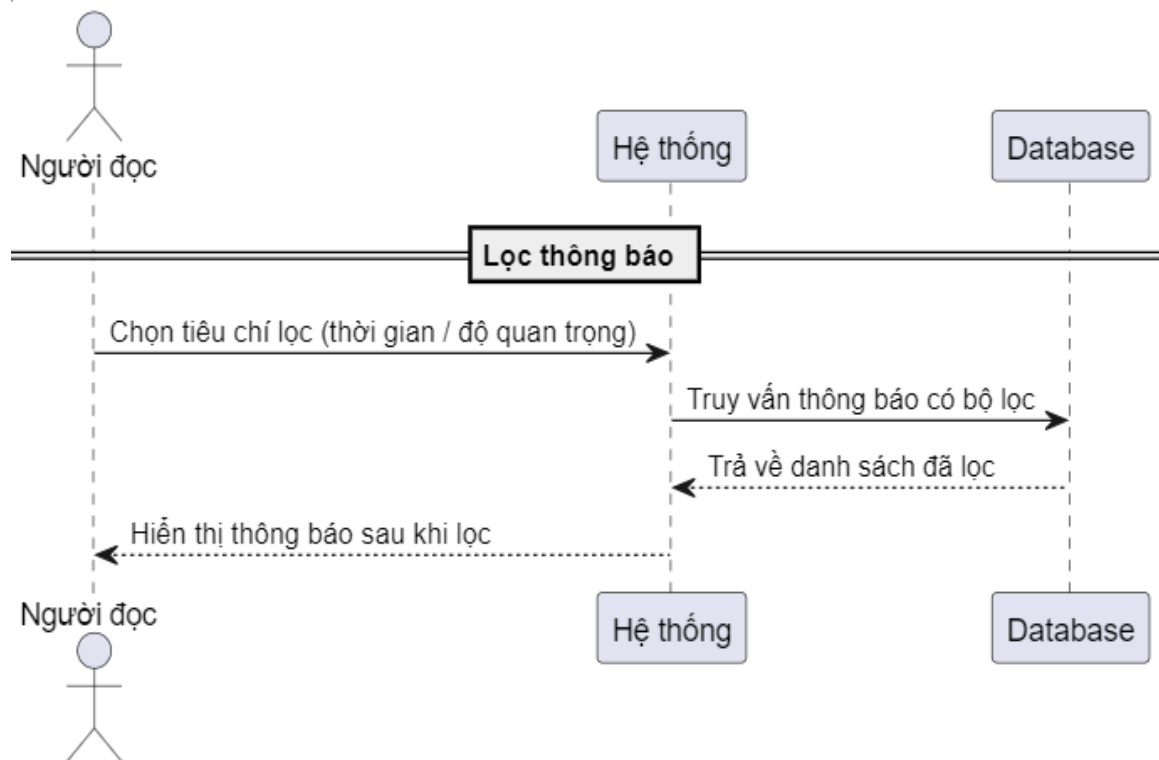 Người đọc
Hệ thống
Database
Lọc thông báo
Chọn tiêu chí lọc (thời gian / độ quan trọng)
Truy vấn thông báo có bộ lọc
Trả về danh sách đã lọc
Hiển thị thông báo sau khi lọc
Người đọc
Hệ thống
Database